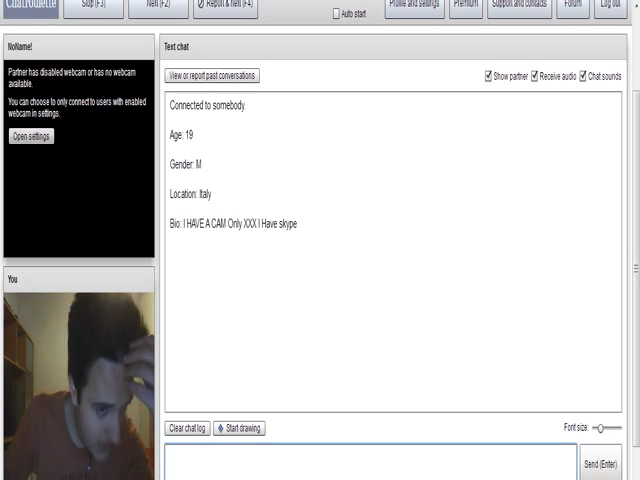 Chatroulette Stop (F3) Next (F2) Report & next (F4) Auto start Profile and settings Premium Support and contacts Forum Log out
NoName!
Partner has disabled webcam or has no webcam
available.
You can choose to only connect to users with enabled
webcam in settings.
Open settings
You
Text chat
View or report past conversations Show partner Receive audio Chat sounds
Connected to somebody.
Age: 19
Gender: M
Location: Italy
Bio: I HAVE A CAM Only XXX I Have skype
Clear chat log Start drawing Font size:
Send (Enter)